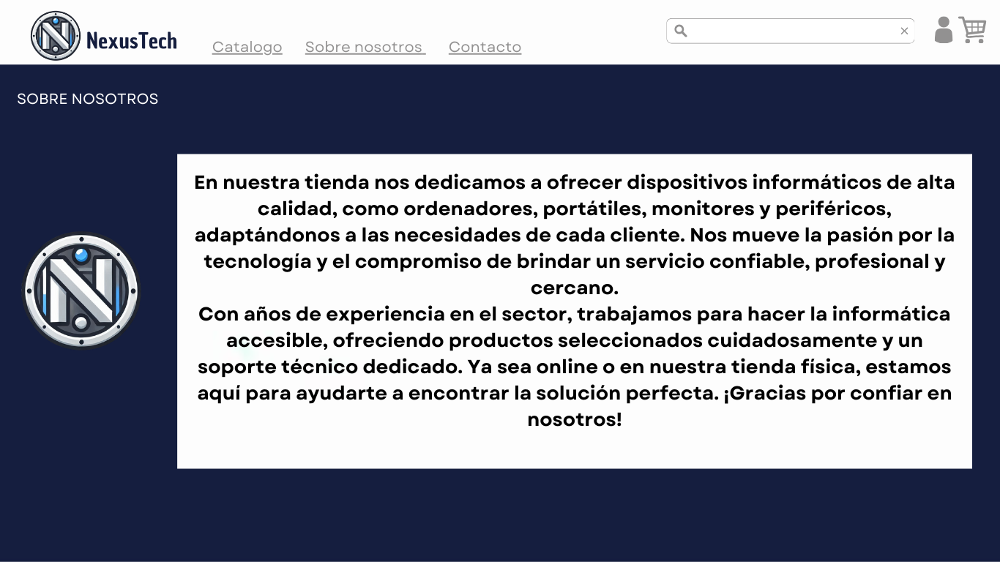 NexusTech
Catalogo
Sobre nosotros
Contacto
SOBRE NOSOTROS
En nuestra tienda nos dedicamos a ofrecer dispositivos informáticos de alta
calidad, como ordenadores, portátiles, monitores y periféricos,
adaptándonos a las necesidades de cada cliente. Nos mueve la pasión por la
tecnología y el compromiso de brindar un servicio confiable, profesional y
cercano.
Con años de experiencia en el sector, trabajamos para hacer la informática
accesible, ofreciendo productos seleccionados cuidadosamente y un
soporte técnico dedicado. Ya sea online o en nuestra tienda física, estamos
aquí para ayudarte a encontrar la solución perfecta. ¡Gracias por confiar en
nosotros!